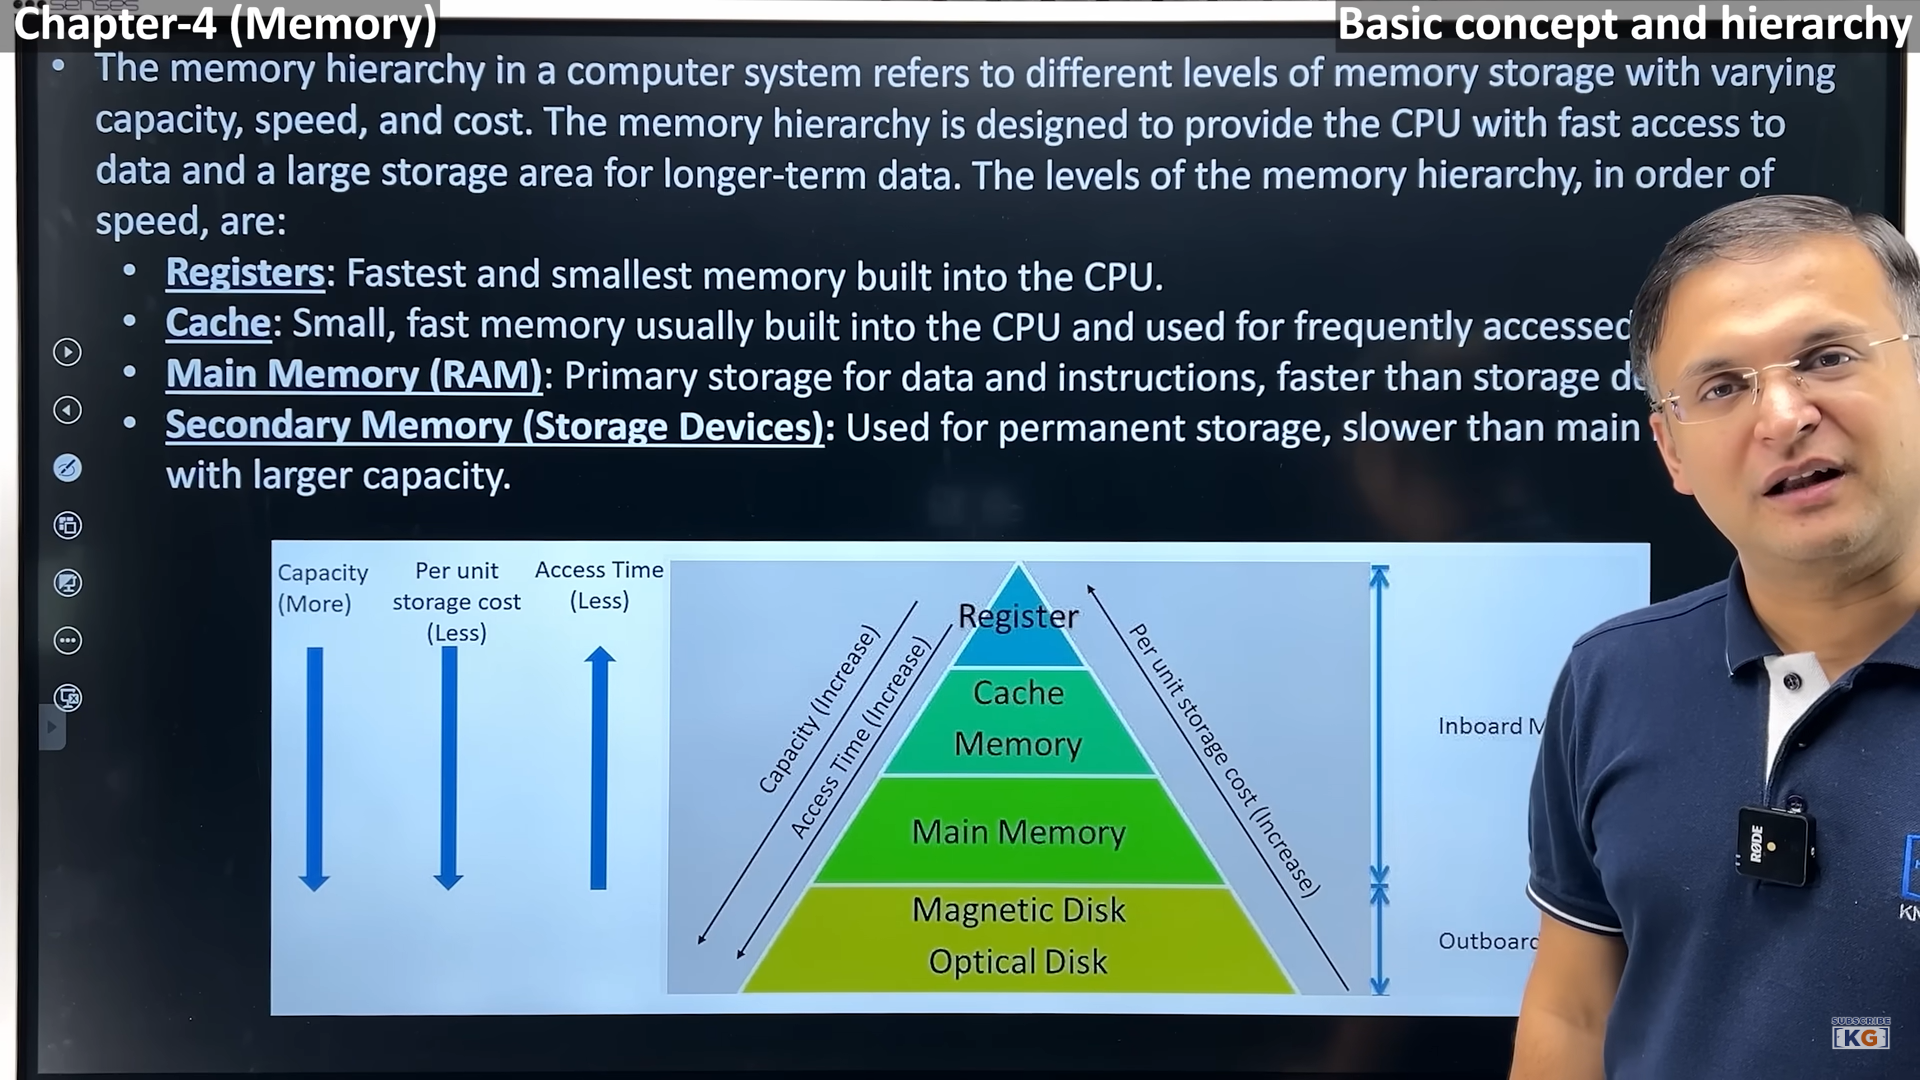 Chapter-4 (Memory)
Basic concept and hierarchy
• The memory hierarchy in a computer system refers to different levels of memory storage with varying
capacity, speed, and cost. The memory hierarchy is designed to provide the CPU with fast access to
data and a large storage area for longer-term data. The levels of the memory hierarchy, in order of
speed, are:
• Registers: Fastest and smallest memory built into the CPU.
• Cache: Small, fast memory usually built into the CPU and used for frequently accessed
• Main Memory (RAM): Primary storage for data and instructions, faster than storage
• Secondary Memory (Storage Devices): Used for permanent storage, slower than main
with larger capacity.
Capacity
(More)
Per unit
storage cost
(Less)
Access Time
(Less)
Capacity (Increase)
Access Time (Increase)
Register
Cache
Memory
Main Memory
Magnetic Disk
Optical Disk
Per unit storage cost (Increase)
Inboard
Outboard
RØDE
SUBSCRIBE
KG